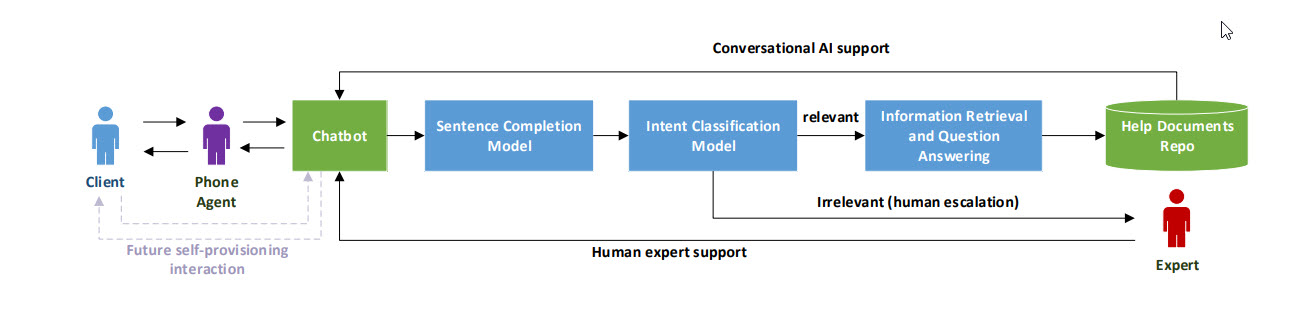 Conversational AI support
Chatbot
Sentence Completion
Model
Intent Classification
Model
relevant
Information Retrieval
and Question
Answering
Help Documents
Repo
Client
Phone
Agent
Irrelevant (human escalation)
Future self-provisioning
interaction
Human expert support
Expert